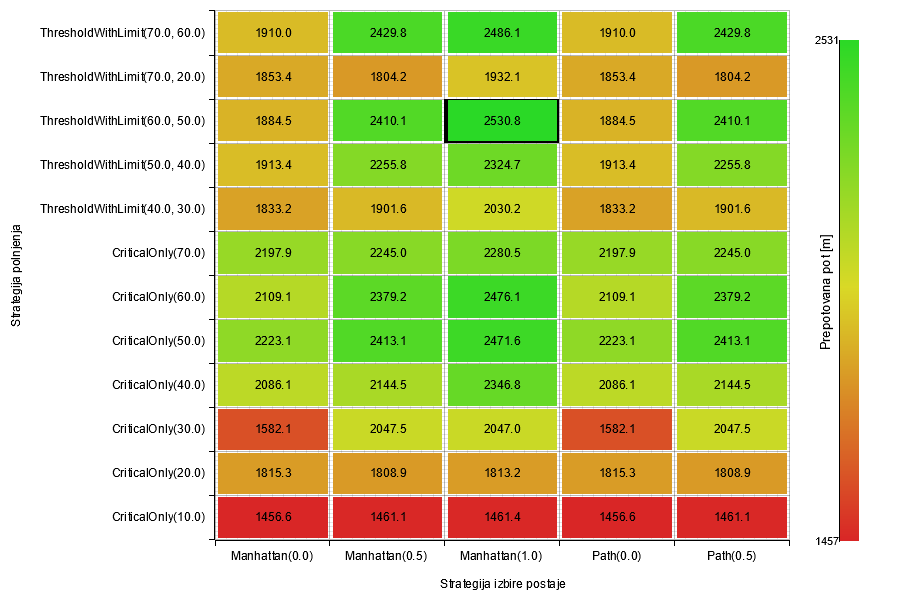 ThresholdWithLimit(70.0, 60.0) 1910.0 2429.8 2486.1 1910.0 2429.8
2531
ThresholdWithLimit(70.0, 20.0) 1853.4 1804.2 1932.1 1853.4 1804.2
ThresholdWithLimit(60.0, 50.0) 1884.5 2410.1 2530.8 1884.5 2410.1
ThresholdWithLimit(50.0, 40.0) 1913.4 2255.8 2324.7 1913.4 2255.8
ThresholdWithLimit(40.0, 30.0) 1833.2 1901.6 2030.2 1833.2 1901.6
CriticalOnly(70.0) 2197.9 2245.0 2280.5 2197.9 2245.0
Strategija polnjenja
Prepotovana pot [m]
CriticalOnly(60.0) 2109.1 2379.2 2476.1 2109.1 2379.2
CriticalOnly(50.0) 2223.1 2413.1 2471.6 2223.1 2413.1
CriticalOnly(40.0) 2086.1 2144.5 2346.8 2086.1 2144.5
CriticalOnly(30.0) 1582.1 2047.5 2047.0 1582.1 2047.5
CriticalOnly(20.0) 1815.3 1808.9 1813.2 1815.3 1808.9
CriticalOnly(10.0) 1456.6 1461.1 1461.4 1456.6 1461.1
1457
Manhattan(0.0) Manhattan(0.5) Manhattan(1.0) Path(0.0) Path(0.5)
Strategija izbire postaje